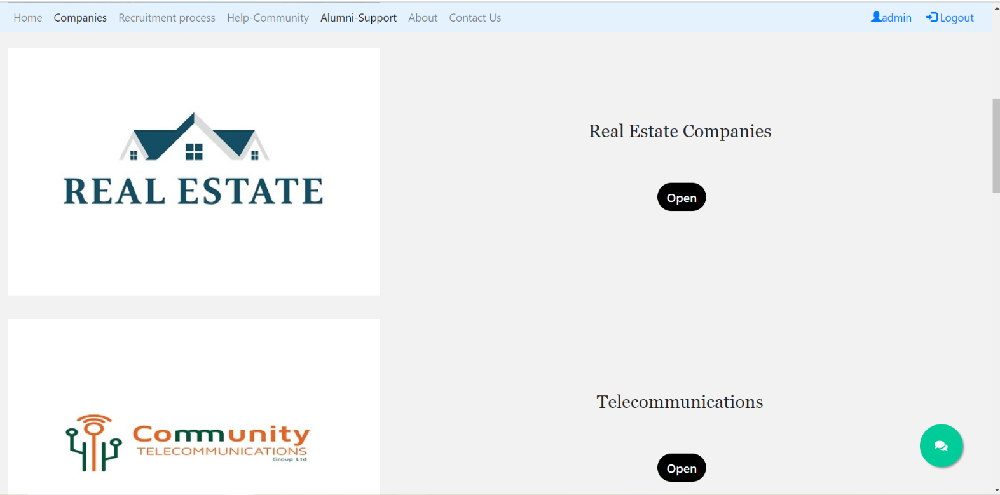 Home Companies Recruitment process Help-Community Alumni-Support About Contact Us admin Logout
REAL ESTATE
Real Estate Companies
Open
Community
TELECOMMUNICATIONS
Group Ltd
Telecommunications
Open